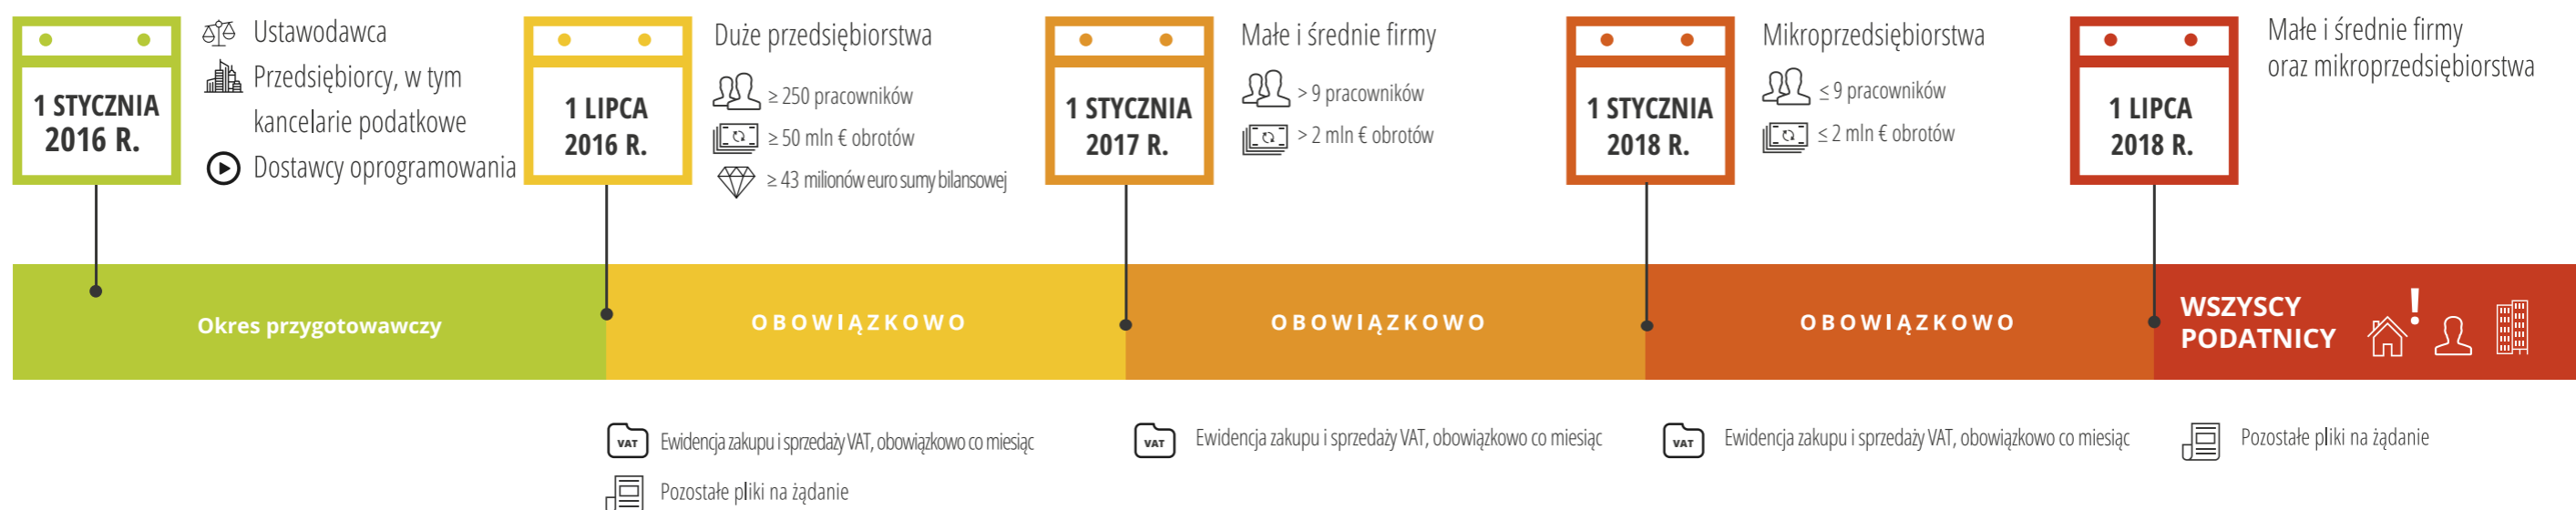 1 STYCZNIA
2016 R.
Ustawodawca
Przedsiębiorcy, w tym
kancelarie podatkowe
Dostawcy oprogramowania
1 LIPCA
2016 R.
Duże przedsiębiorstwa
≥ 250 pracowników
≥ 50 mln € obrotów
≥ 43 milionów euro sumy bilansowej
1 STYCZNIA
2017 R.
Małe i średnie firmy
> 9 pracowników
> 2 mln € obrotów
1 STYCZNIA
2018 R.
Mikroprzedsiębiorstwa
≤ 9 pracowników
≤ 2 mln € obrotów
1 LIPCA
2018 R.
Małe i średnie firmy
oraz mikroprzedsiębiorstwa
Okres przygotowawczy
OBOWIĄZKOWO
OBOWIĄZKOWO
OBOWIĄZKOWO
WSZYSCY
PODATNICY
!
VAT Ewidencja zakupu i sprzedaży VAT, obowiązkowo co miesiąc
Pozostałe pliki na żądanie
VAT Ewidencja zakupu i sprzedaży VAT, obowiązkowo co miesiąc
VAT Ewidencja zakupu i sprzedaży VAT, obowiązkowo co miesiąc
Pozostałe pliki na żądanie